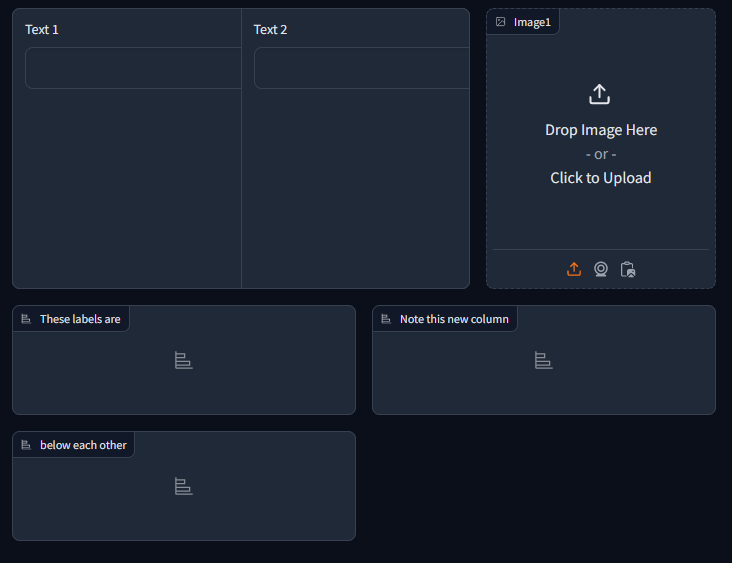 Text 1
Text 2
Image1
Drop Image Here
- or -
Click to Upload
These labels are
Note this new column
below each other